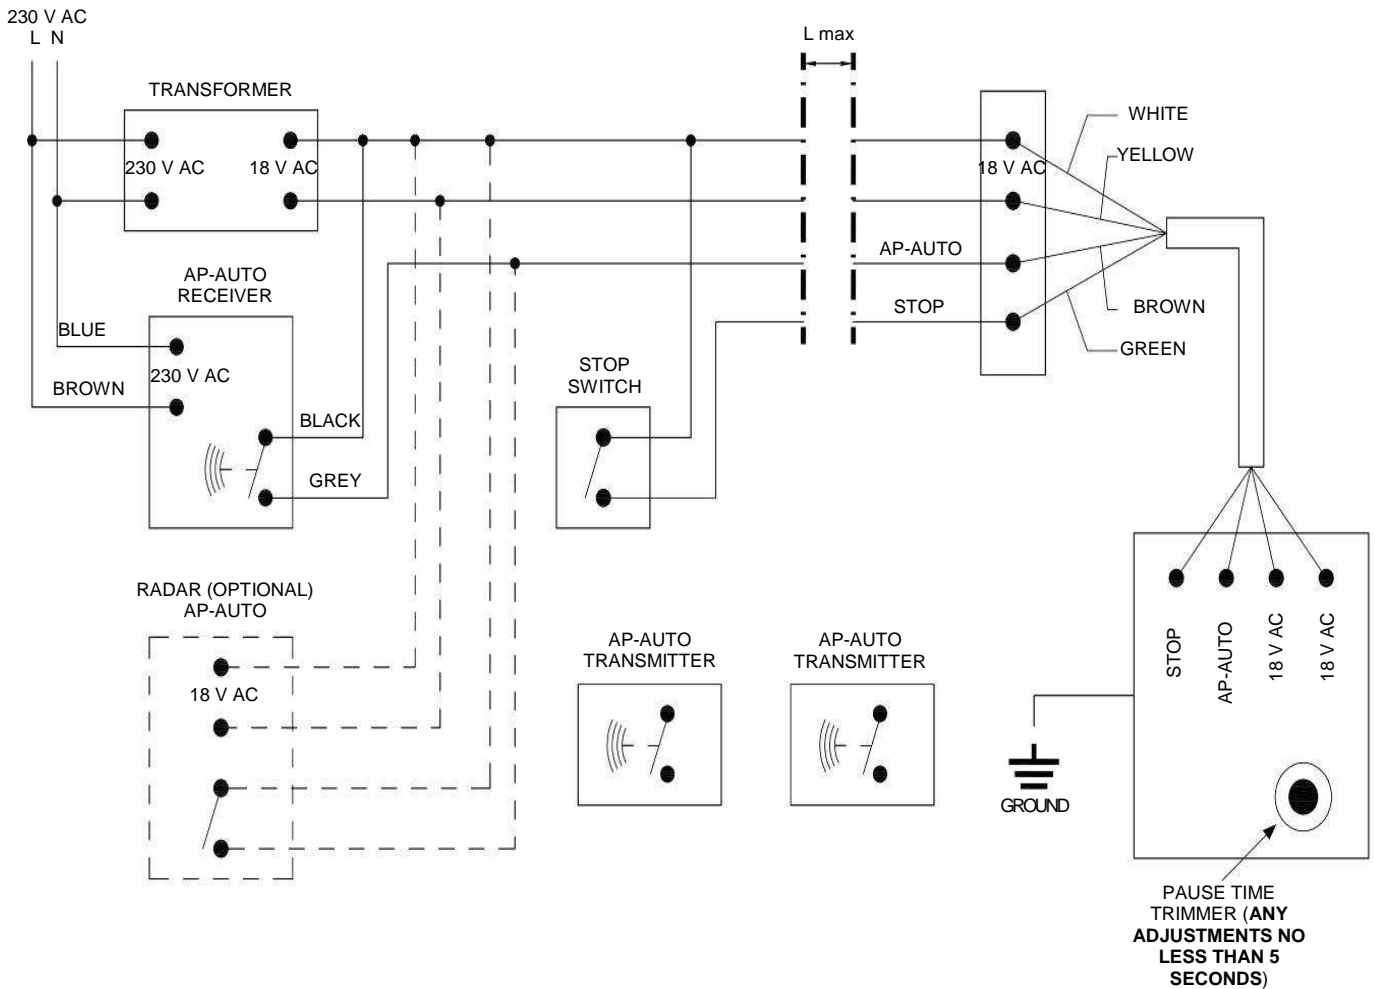 230 V AC
L N
L max
TRANSFORMER
230 V AC
18 V AC
WHITE
YELLOW
18 V AC
AP-AUTO
STOP
BROWN
GREEN
AP-AUTO
RECEIVER
BLUE
230 V AC
BROWN
BLACK
GREY
STOP
SWITCH
RADAR (OPTIONAL)
AP-AUTO
18 V AC
AP-AUTO
TRANSMITTER
AP-AUTO
TRANSMITTER
GROUND
STOP
AP-AUTO
18 V AC
18 V AC
PAUSE TIME
TRIMMER (ANY
ADJUSTMENTS NO
LESS THAN 5
SECONDS)